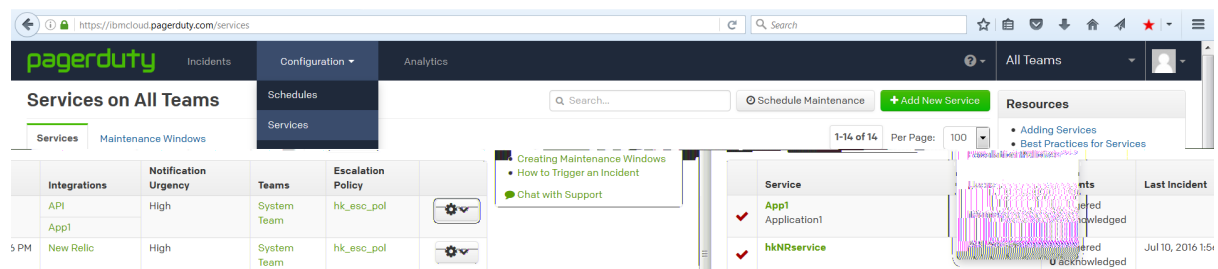 https://ibmcloud.pagerduty.com/services
Search
pagerduty Incidents Configuration Analytics All Teams
Schedules
Services
Services on All Teams
Search...
Schedule Maintenance
+ Add New Service
Resources
Services Maintenance Windows
1-14 of 14 Per Page: 100
• Adding Services
• Best Practices for Services
• Creating Maintenance Windows
• How to Trigger an Incident
Chat with Support
Integrations Notification Urgency Teams Escalation Policy
API High System Team hk_esc_pol
App1
6 PM New Relic High System Team hk_esc_pol
Service Last Incident
App1
Application1
hkNRservice Jul 10, 2016 1:5
acknowledged